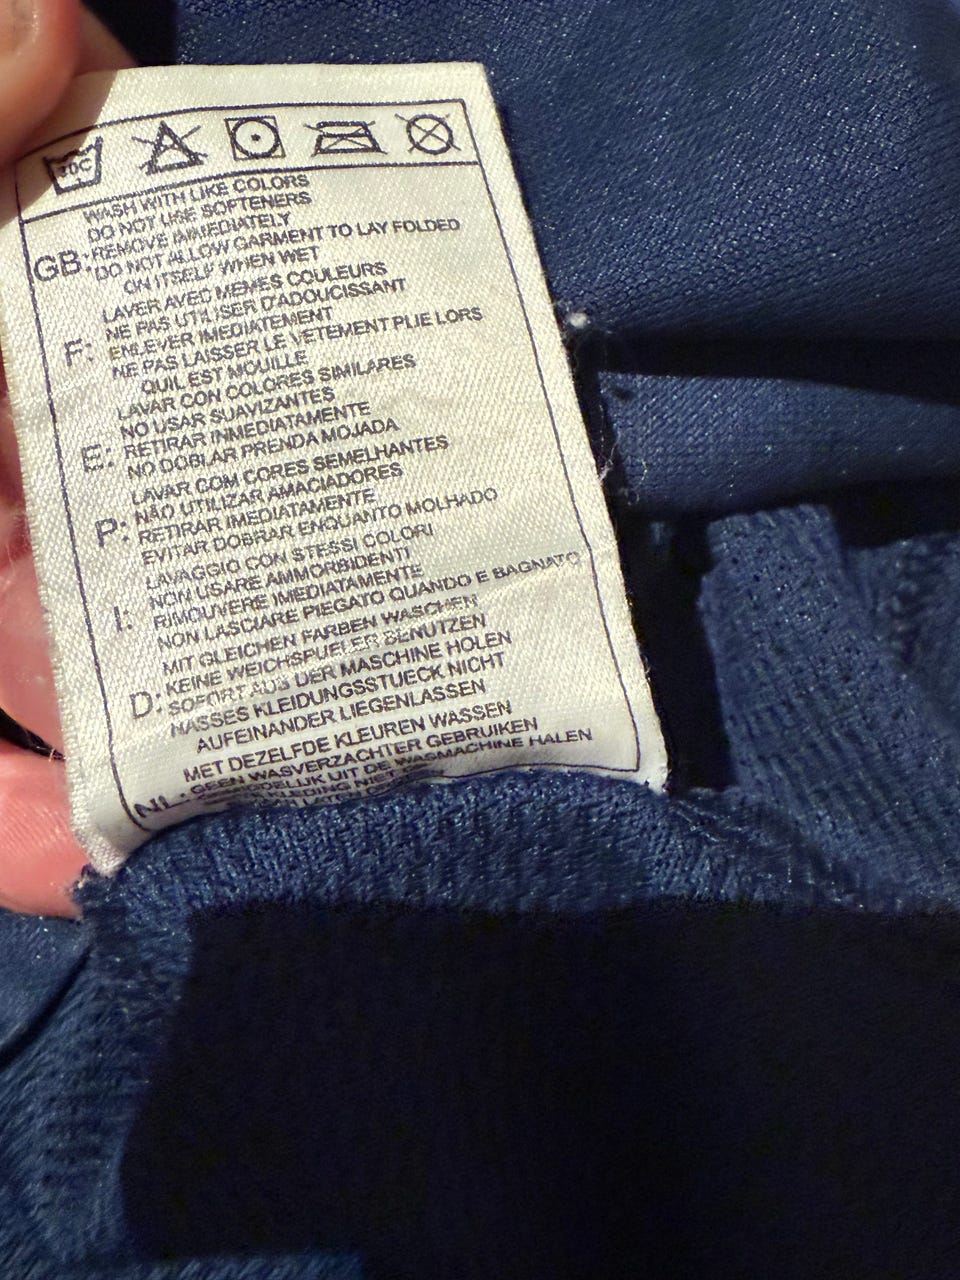 30C
WASH WITH LIKE COLORS
DO NOT USE SOFTENERS
GB: REMOVE IMMEDIATELY
DO NOT ALLOW GARMENT TO LAY FOLDED
ON ITSELF WHEN WET
LAVER AVEC MEMES COULEURS
NE PAS UTILISER D'ADOUCISSANT
F: ENLEVER IMEDIATEMENT
NE PAS LAISSER LE VETEMENT PLIE LORS
QUIL EST MOUILLE
LAVAR CON COLORES SIMILARES
NO USAR SUAVIZANTES
E: RETIRAR INMEDIATAMENTE
NO DOBLAR PRENDA MOJADA
LAVAR COM CORES SEMELHANTES
P: NÃO UTILIZAR AMACIADORES
RETIRAR IMEDIATAMENTE
EVITAR DOBRAR ENQUANTO MOLHADO
LAVAGGIO CON STESSI COLORI
I: NON USARE AMMORBIDENTI
RIMOUVERE IMEDIATAMENTE
NON LASCIARE PIEGATO QUANDO E BAGNATO
MIT GLEICHEN FARBEN WASCHEN
KEINE WEICHSPUELER BENUTZEN
D: SOFORT AUS DER MASCHINE HOLEN
NASSES KLEIDUNGSSTUECK NICHT
AUFEINANDER LIEGENLASSEN
MET DEZELFDE KLEUREN WASSEN
GEEN WASVERZACHTER GEBRUIKEN
NL: UIT DE WASMACHINE HALEN